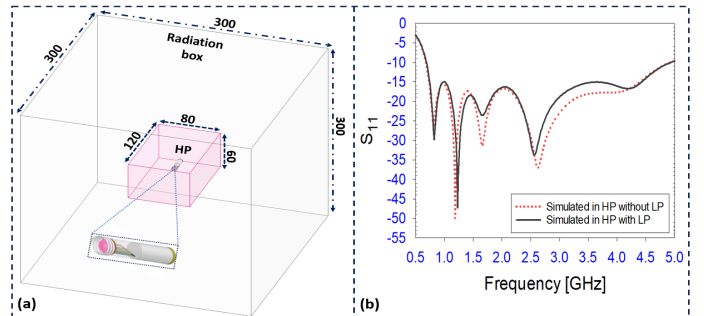 300
300
Radiation
box
300
80
120
HP
60
(a)
0
-5
-10
-15
-20
-25
-30
-35
-40
-45
-50
-55
S11
Simulated in HP without LP
Simulated in HP with LP
0.5 1.0 1.5 2.0 2.5 3.0 3.5 4.0 4.5 5.0
Frequency [GHz]
(b)